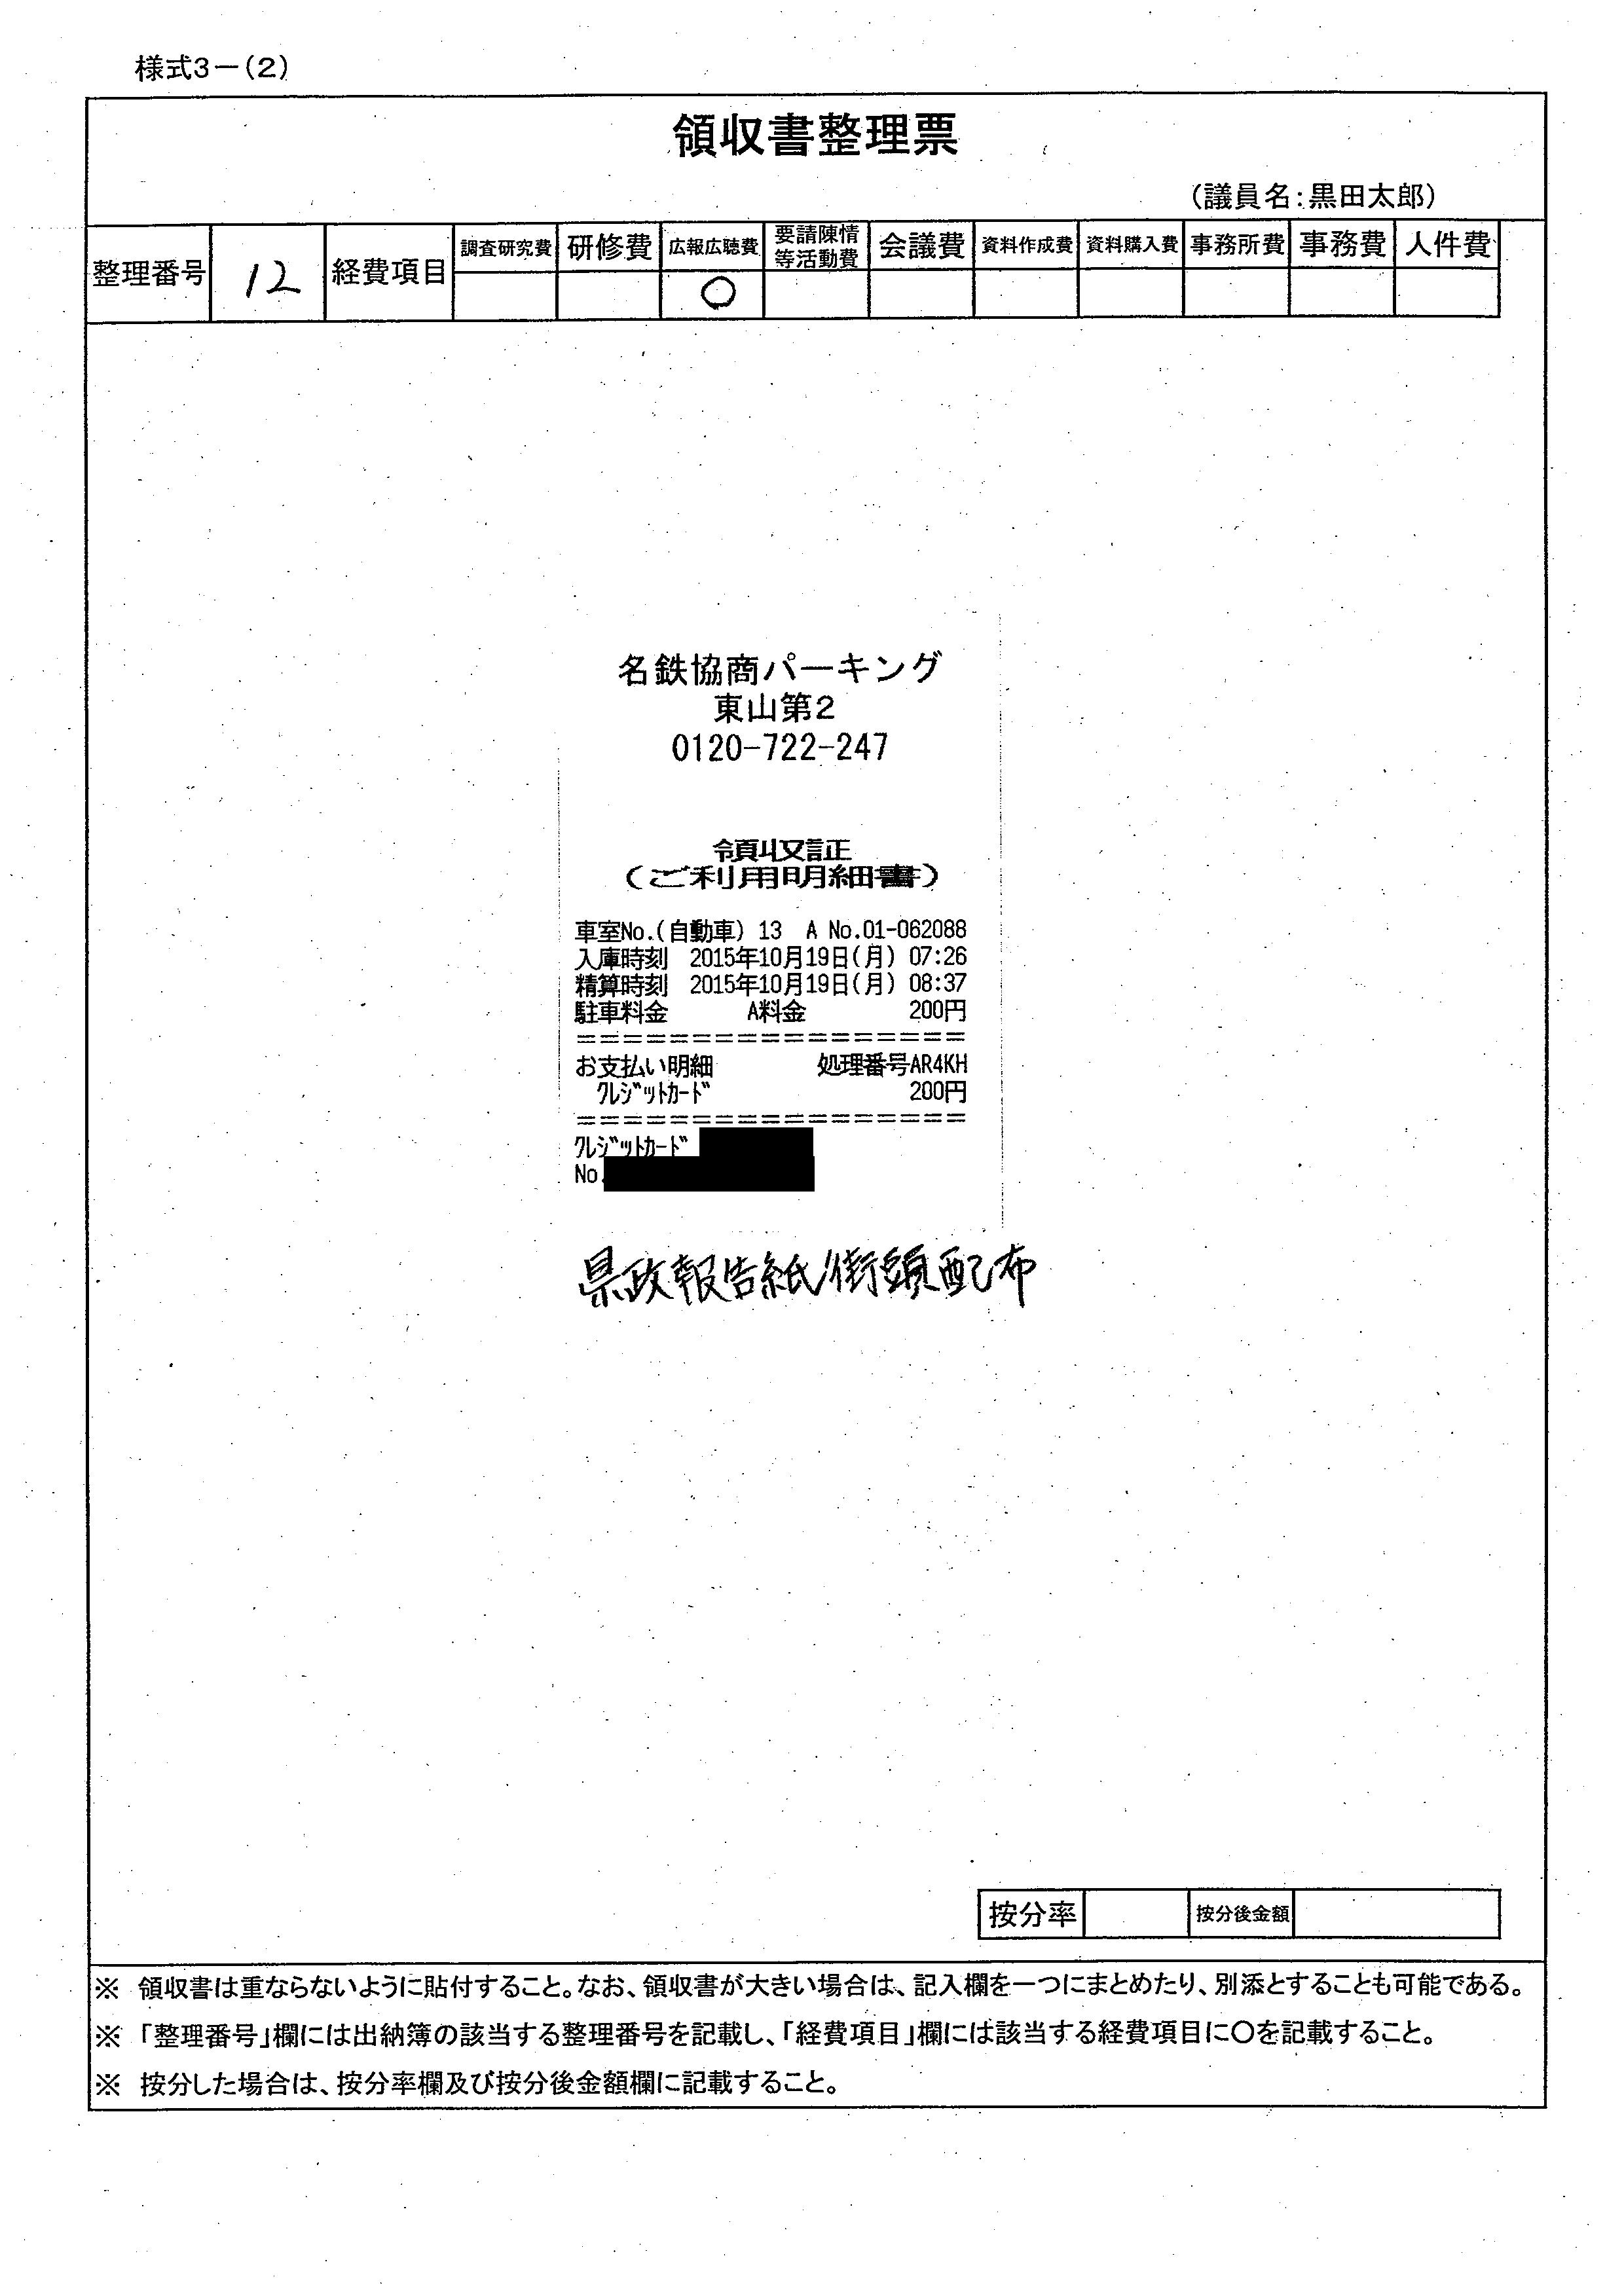 様式3-(2)
領収書整理票
(議員名:黒田太郎)
整理番号 12 経費項目 調査研究費 研修費 広報広聴費 要請陳情等活動費 会議費 資料作成費 資料購入費 事務所費 事務費 人件費
○
名鉄協商パーキング
東山第2
0120-722-247
領収証
(ご利用明細書)
車室No.(自動車) 13 A No.01-062088
入庫時刻 2015年10月19日(月) 07:26
精算時刻 2015年10月19日(月) 08:37
駐車料金 A料金 200円
=================
お支払い明細 処理番号AR4KH
クレジットカード 200円
=================
クレジットカード
No.
県政報告紙街頭配布
按分率 按分後金額
※ 領収書は重ならないように貼付すること。なお、領収書が大きい場合は、記入欄を一つにまとめたり、別添とすることも可能である。
※ 「整理番号」欄には出納簿の該当する整理番号を記載し、「経費項目」欄には該当する経費項目に○を記載すること。
※ 按分した場合は、按分率欄及び按分後金額欄に記載すること。